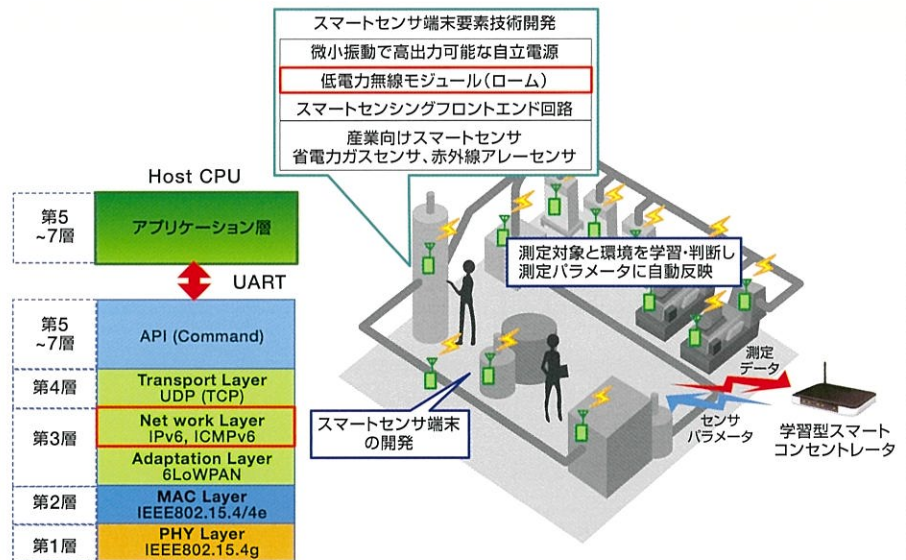 スマートセンサ端末要素技術開発
微小振動で高出力可能な自立電源
低電力無線モジュール(ローム)
スマートセンシングフロントエンド回路
産業向けスマートセンサ
省電力ガスセンサ、赤外線アレーセンサ
Host CPU
第5
~7層
アプリケーション層
UART
第5
~7層
API (Command)
第4層
Transport Layer
UDP (TCP)
第3層
Net work Layer
IPv6, ICMPv6
Adaptation Layer
6LoWPAN
第2層
MAC Layer
IEEE802.15.4/4e
第1層
PHY Layer
IEEE802.15.4g
測定対象と環境を学習・判断し
測定パラメータに自動反映
スマートセンサ端末
の開発
測定
データ
センサ
パラメータ
学習型スマート
コンセントレータ